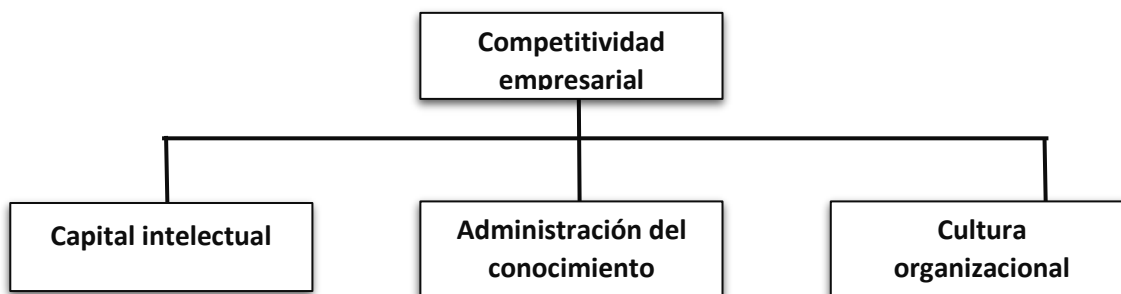 Competitividad
empresarial
Capital intelectual
Administración del
conocimiento
Cultura
organizacional